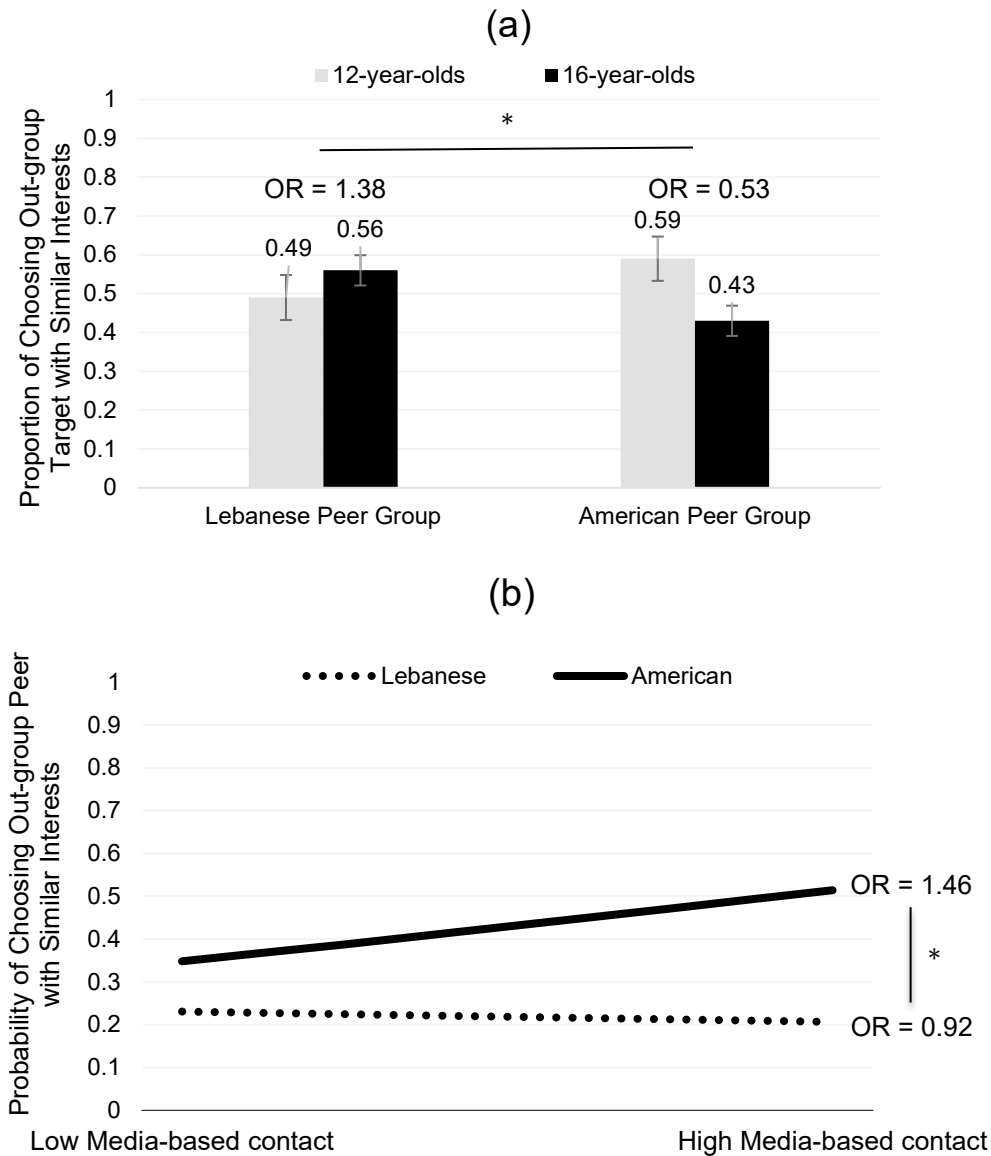 (a)
12-year-olds 16-year-olds
Proportion of Choosing Out-group
Target with Similar Interests
1
0.9
0.8
0.7
0.6
0.5
0.4
0.3
0.2
0.1
0
*
OR = 1.38 OR = 0.53
0.49 0.56 0.59 0.43
Lebanese Peer Group American Peer Group
(b)
Lebanese American
Probability of Choosing Out-group Peer
with Similar Interests
1
0.9
0.8
0.7
0.6
0.5
0.4
0.3
0.2
0.1
0
OR = 1.46
*
OR = 0.92
Low Media-based contact High Media-based contact